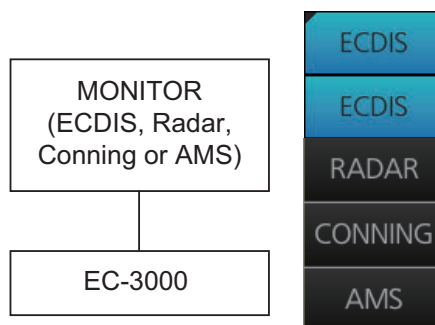 MONITOR
(ECDIS, Radar,
Conning or AMS)
EC-3000
ECDIS
ECDIS
RADAR
CONNING
AMS